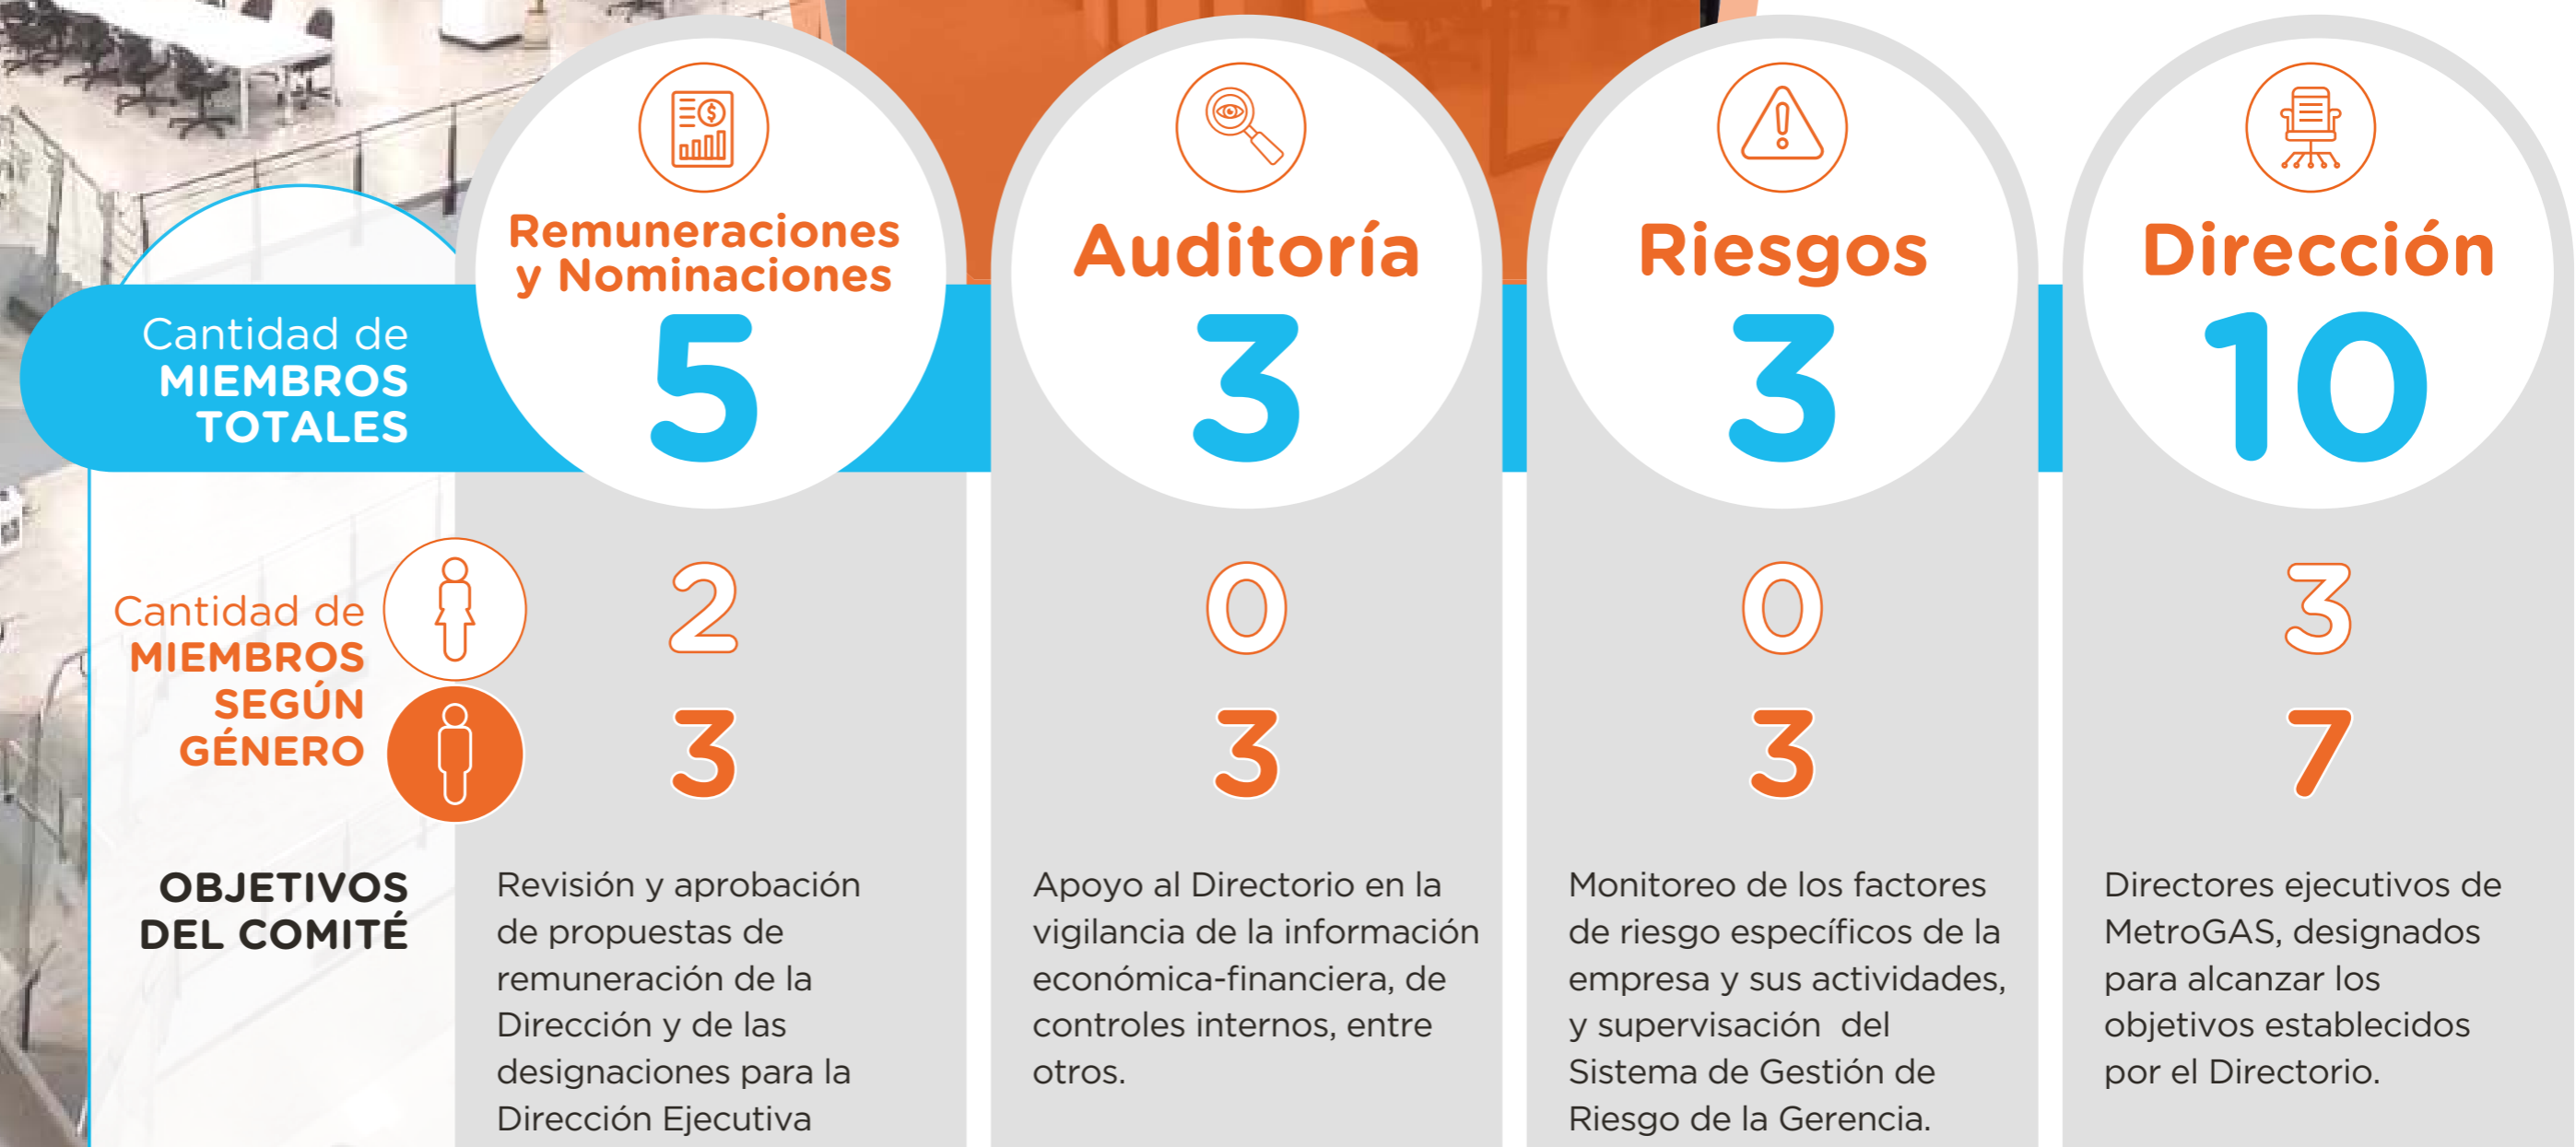 Remuneraciones
y Nominaciones
Auditoría
Riesgos
Dirección
Cantidad de
MIEMBROS
TOTALES
5
3
3
10
Cantidad de
MIEMBROS
SEGÚN
GÉNERO
2
0
0
3
3
3
3
7
OBJETIVOS
DEL COMITÉ
Revisión y aprobación
de propuestas de
remuneración de la
Dirección y de las
designaciones para la
Dirección Ejecutiva
Apoyo al Directorio en la
vigilancia de la información
económica-financiera, de
controles internos, entre
otros.
Monitoreo de los factores
de riesgo específicos de la
empresa y sus actividades,
y supervisación del
Sistema de Gestión de
Riesgo de la Gerencia.
Directores ejecutivos de
MetroGAS, designados
para alcanzar los
objetivos establecidos
por el Directorio.